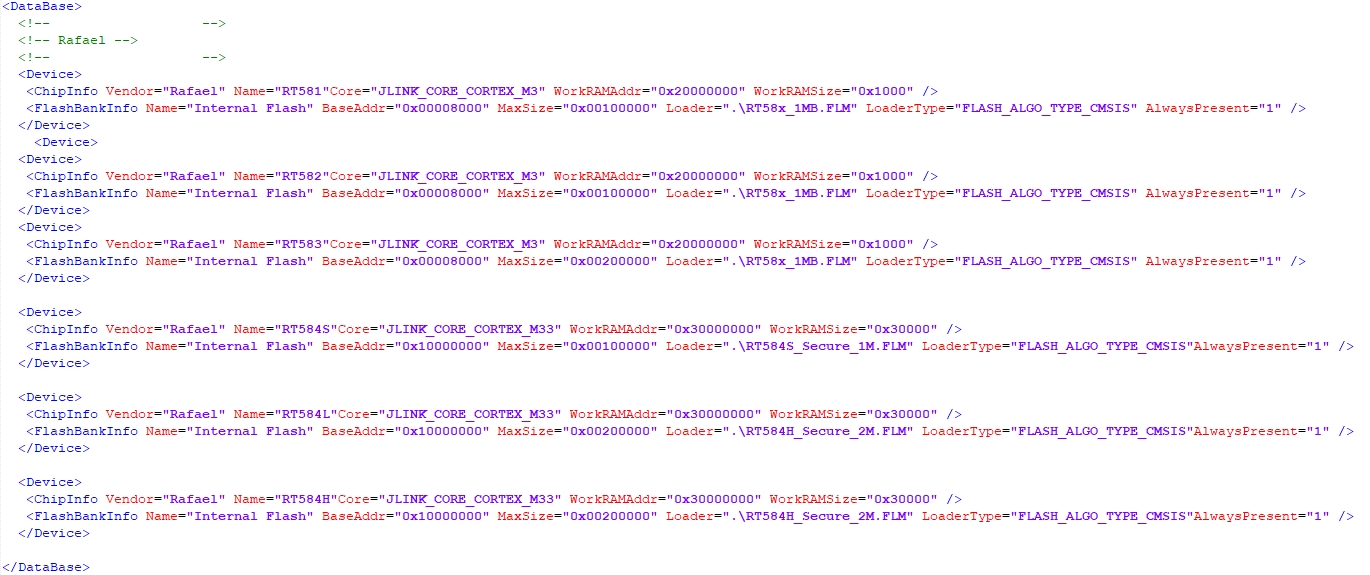 <DataBase>
  <!--                   -->
  <!-- Rafael -->
  <!--                   -->
  <Device>
   <ChipInfo Vendor="Rafael" Name="RT581"Core="JLINK_CORE_CORTEX_M3" WorkRAMAddr="0x20000000" WorkRAMSize="0x1000" />
   <FlashBankInfo Name="Internal Flash" BaseAddr="0x00008000" MaxSize="0x00100000" Loader=".\RT58x_1MB.FLM" LoaderType="FLASH_ALGO_TYPE_CMSIS" AlwaysPresent="1" />
  </Device>
    <Device>
  <Device>
   <ChipInfo Vendor="Rafael" Name="RT582"Core="JLINK_CORE_CORTEX_M3" WorkRAMAddr="0x20000000" WorkRAMSize="0x1000" />
   <FlashBankInfo Name="Internal Flash" BaseAddr="0x00008000" MaxSize="0x00100000" Loader=".\RT58x_1MB.FLM" LoaderType="FLASH_ALGO_TYPE_CMSIS" AlwaysPresent="1" />
  </Device>
  <Device>
   <ChipInfo Vendor="Rafael" Name="RT583"Core="JLINK_CORE_CORTEX_M3" WorkRAMAddr="0x20000000" WorkRAMSize="0x1000" />
   <FlashBankInfo Name="Internal Flash" BaseAddr="0x00008000" MaxSize="0x00200000" Loader=".\RT58x_1MB.FLM" LoaderType="FLASH_ALGO_TYPE_CMSIS" AlwaysPresent="1" />
  </Device>

  <Device>
   <ChipInfo Vendor="Rafael" Name="RT584S"Core="JLINK_CORE_CORTEX_M33" WorkRAMAddr="0x30000000" WorkRAMSize="0x30000" />
   <FlashBankInfo Name="Internal Flash" BaseAddr="0x10000000" MaxSize="0x00100000" Loader=".\RT584S_Secure_1M.FLM" LoaderType="FLASH_ALGO_TYPE_CMSIS"AlwaysPresent="1" />
  </Device>

  <Device>
   <ChipInfo Vendor="Rafael" Name="RT584L"Core="JLINK_CORE_CORTEX_M33" WorkRAMAddr="0x30000000" WorkRAMSize="0x30000" />
   <FlashBankInfo Name="Internal Flash" BaseAddr="0x10000000" MaxSize="0x00200000" Loader=".\RT584H_Secure_2M.FLM" LoaderType="FLASH_ALGO_TYPE_CMSIS"AlwaysPresent="1" />
  </Device>

  <Device>
   <ChipInfo Vendor="Rafael" Name="RT584H"Core="JLINK_CORE_CORTEX_M33" WorkRAMAddr="0x30000000" WorkRAMSize="0x30000" />
   <FlashBankInfo Name="Internal Flash" BaseAddr="0x10000000" MaxSize="0x00200000" Loader=".\RT584H_Secure_2M.FLM" LoaderType="FLASH_ALGO_TYPE_CMSIS"AlwaysPresent="1" />
  </Device>

</DataBase>